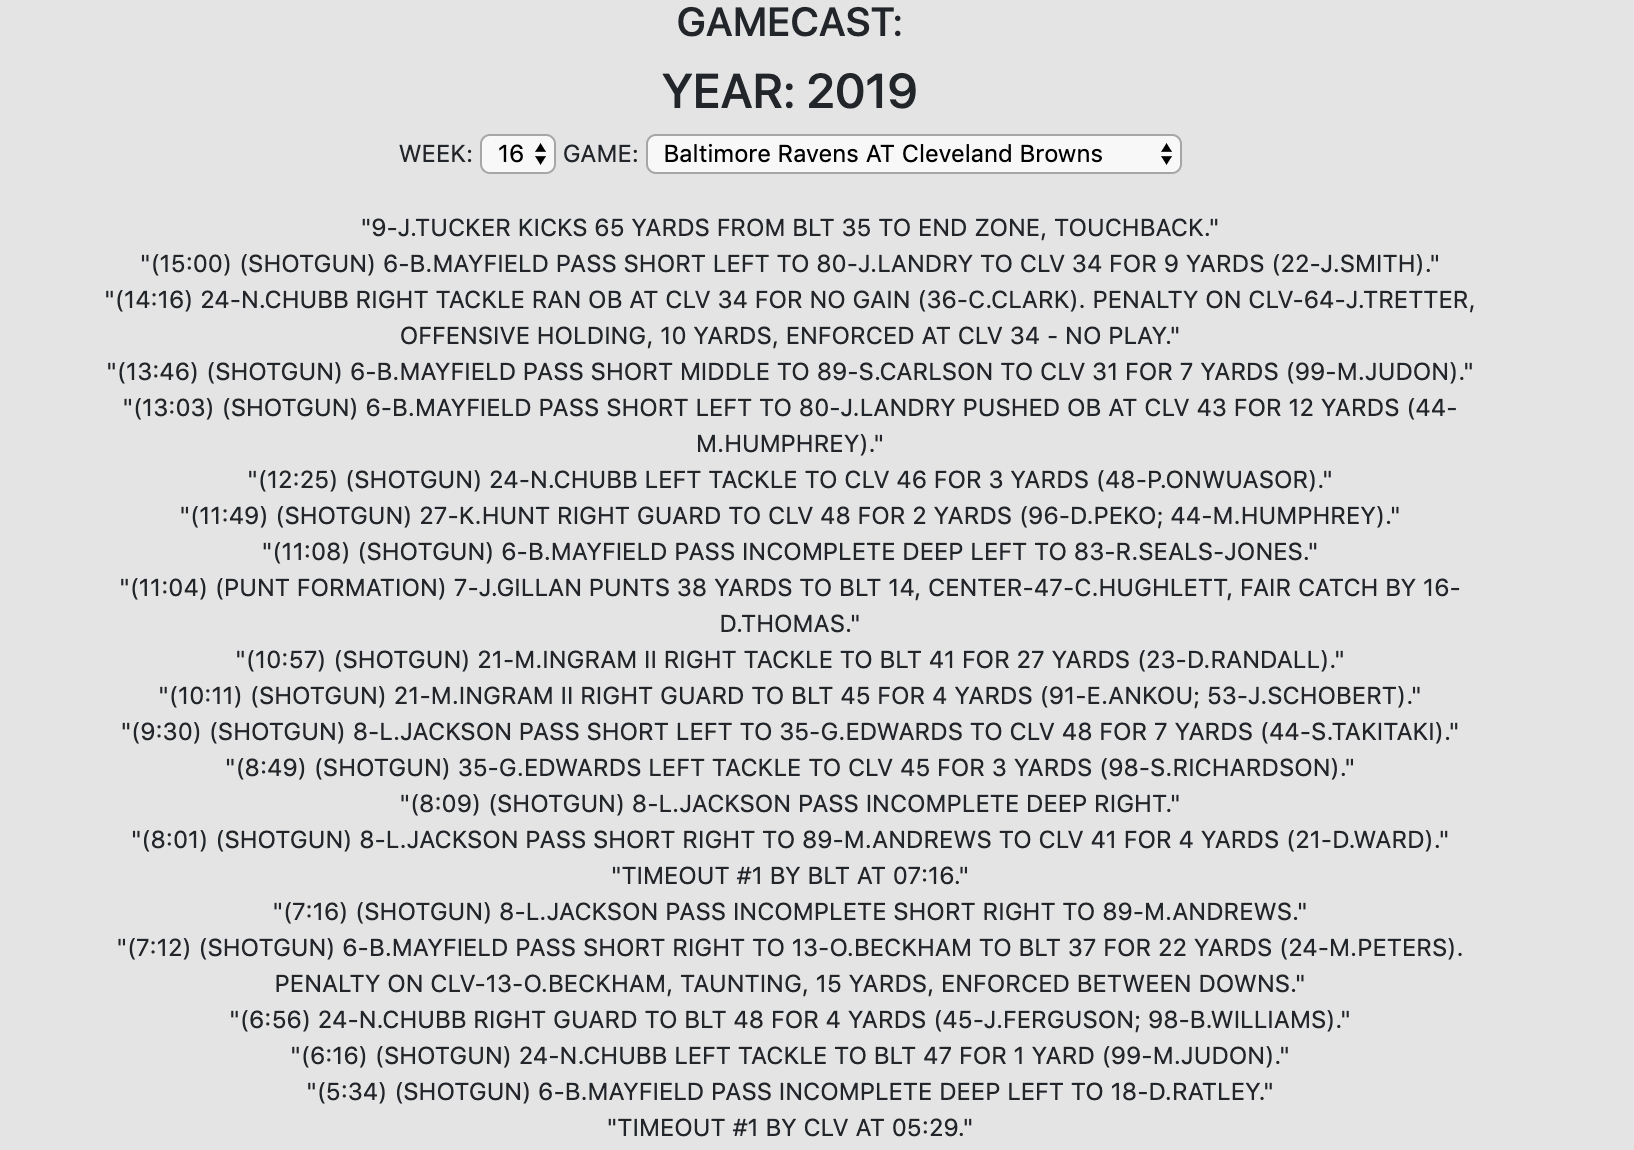 GAMECAST:
YEAR: 2019
WEEK: 16 GAME: Baltimore Ravens AT Cleveland Browns
"9-J.TUCKER KICKS 65 YARDS FROM BLT 35 TO END ZONE, TOUCHBACK."
"(15:00) (SHOTGUN) 6-B.MAYFIELD PASS SHORT LEFT TO 80-J.LANDRY TO CLV 34 FOR 9 YARDS (22-J.SMITH)."
"(14:16) 24-N.CHUBB RIGHT TACKLE RAN OB AT CLV 34 FOR NO GAIN (36-C.CLARK). PENALTY ON CLV-64-J.TRETTER,
OFFENSIVE HOLDING, 10 YARDS, ENFORCED AT CLV 34 - NO PLAY."
"(13:46) (SHOTGUN) 6-B.MAYFIELD PASS SHORT MIDDLE TO 89-S.CARLSON TO CLV 31 FOR 7 YARDS (99-M.JUDON)."
"(13:03) (SHOTGUN) 6-B.MAYFIELD PASS SHORT LEFT TO 80-J.LANDRY PUSHED OB AT CLV 43 FOR 12 YARDS (44-
M.HUMPHREY)."
"(12:25) (SHOTGUN) 24-N.CHUBB LEFT TACKLE TO CLV 46 FOR 3 YARDS (48-P.ONWUASOR)."
"(11:49) (SHOTGUN) 27-K.HUNT RIGHT GUARD TO CLV 48 FOR 2 YARDS (96-D.PEKO; 44-M.HUMPHREY)."
"(11:08) (SHOTGUN) 6-B.MAYFIELD PASS INCOMPLETE DEEP LEFT TO 83-R.SEALS-JONES."
"(11:04) (PUNT FORMATION) 7-J.GILLAN PUNTS 38 YARDS TO BLT 14, CENTER-47-C.HUGHLETT, FAIR CATCH BY 16-
D.THOMAS."
"(10:57) (SHOTGUN) 21-M.INGRAM II RIGHT TACKLE TO BLT 41 FOR 27 YARDS (23-D.RANDALL)."
"(10:11) (SHOTGUN) 21-M.INGRAM II RIGHT GUARD TO BLT 45 FOR 4 YARDS (91-E.ANKOU; 53-J.SCHOBERT)."
"(9:30) (SHOTGUN) 8-L.JACKSON PASS SHORT LEFT TO 35-G.EDWARDS TO CLV 48 FOR 7 YARDS (44-S.TAKITAKI)."
"(8:49) (SHOTGUN) 35-G.EDWARDS LEFT TACKLE TO CLV 45 FOR 3 YARDS (98-S.RICHARDSON)."
"(8:09) (SHOTGUN) 8-L.JACKSON PASS INCOMPLETE DEEP RIGHT."
"(8:01) (SHOTGUN) 8-L.JACKSON PASS SHORT RIGHT TO 89-M.ANDREWS TO CLV 41 FOR 4 YARDS (21-D.WARD)."
"TIMEOUT #1 BY BLT AT 07:16."
"(7:16) (SHOTGUN) 8-L.JACKSON PASS INCOMPLETE SHORT RIGHT TO 89-M.ANDREWS."
"(7:12) (SHOTGUN) 6-B.MAYFIELD PASS SHORT RIGHT TO 13-O.BECKHAM TO BLT 37 FOR 22 YARDS (24-M.PETERS).
PENALTY ON CLV-13-O.BECKHAM, TAUNTING, 15 YARDS, ENFORCED BETWEEN DOWNS."
"(6:56) 24-N.CHUBB RIGHT GUARD TO BLT 48 FOR 4 YARDS (45-J.FERGUSON; 98-B.WILLIAMS)."
"(6:16) (SHOTGUN) 24-N.CHUBB LEFT TACKLE TO BLT 47 FOR 1 YARD (99-M.JUDON)."
"(5:34) (SHOTGUN) 6-B.MAYFIELD PASS INCOMPLETE DEEP LEFT TO 18-D.RATLEY."
"TIMEOUT #1 BY CLV AT 05:29."